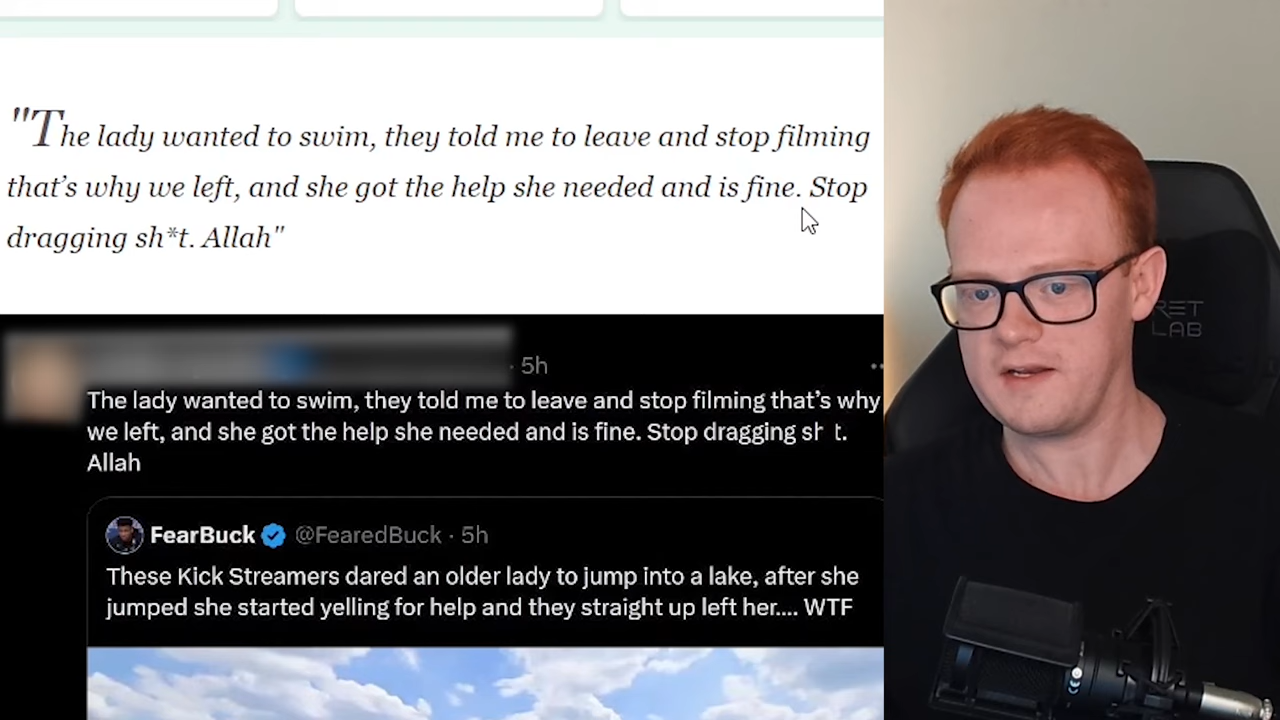 "The lady wanted to swim, they told me to leave and stop filming
that’s why we left, and she got the help she needed and is fine. Stop
dragging sh*t. Allah"
· 5h
The lady wanted to swim, they told me to leave and stop filming that’s why
we left, and she got the help she needed and is fine. Stop dragging sh t.
Allah
FearBuck @FearedBuck · 5h
These Kick Streamers dared an older lady to jump into a lake, after she
jumped she started yelling for help and they straight up left her.... WTF
RET
LAB